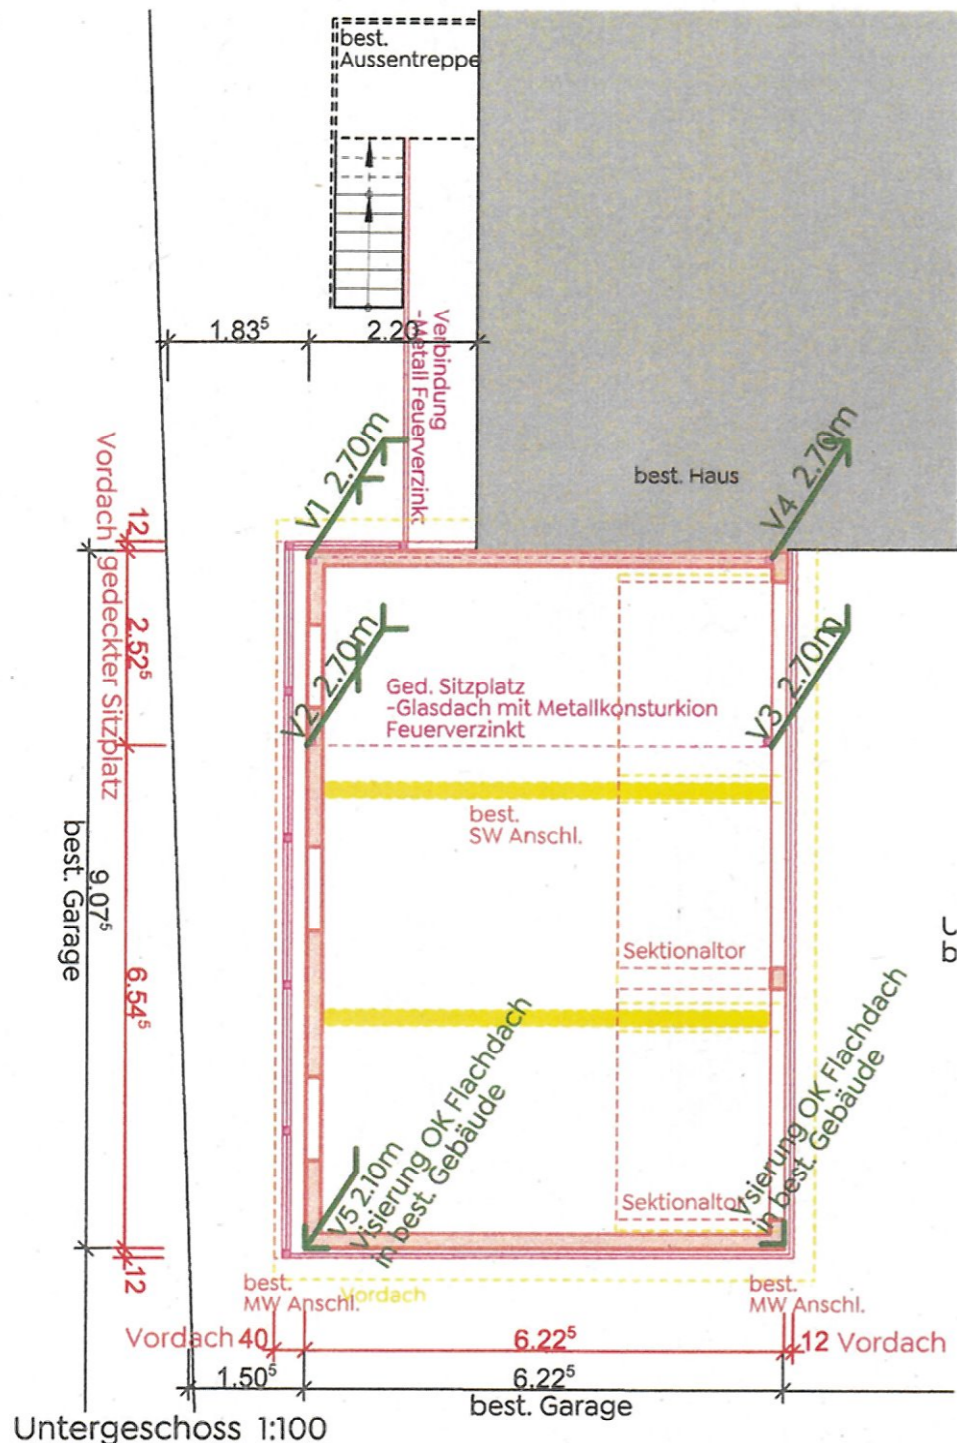 best.
Aussentreppe
1.83⁵
2.20
Verbindung
-Metall Feuerverzinkt
V1 2.70m
V4 2.70m
best. Haus
Vordach
12
gedeckter Sitzplatz
2.52⁵
V2 2.70m
V3 2.70m
Ged. Sitzplatz
-Glasdach mit Metallkonsturkion
Feuerverzinkt
best.
SW Anschl.
best. Garage
9.07⁵
6.54⁵
Sektionaltor
b
V5 2.10m
Visierung OK Flachdach
in best. Gebäude
Vsierung OK Flachdach
in best. Gebäude
Sektionaltor
12
best.
MW Anschl.
Vordach
best.
MW Anschl.
Vordach 40
6.22⁵
12 Vordach
1.50⁵
6.22⁵
best. Garage
Untergeschoss 1:100